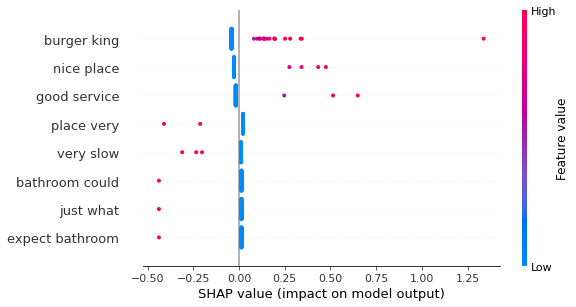 High
burger king
nice place
good service
place very
very slow
bathroom could
just what
expect bathroom
Feature value
Low
−0.50 −0.25 0.00 0.25 0.50 0.75 1.00 1.25
SHAP value (impact on model output)